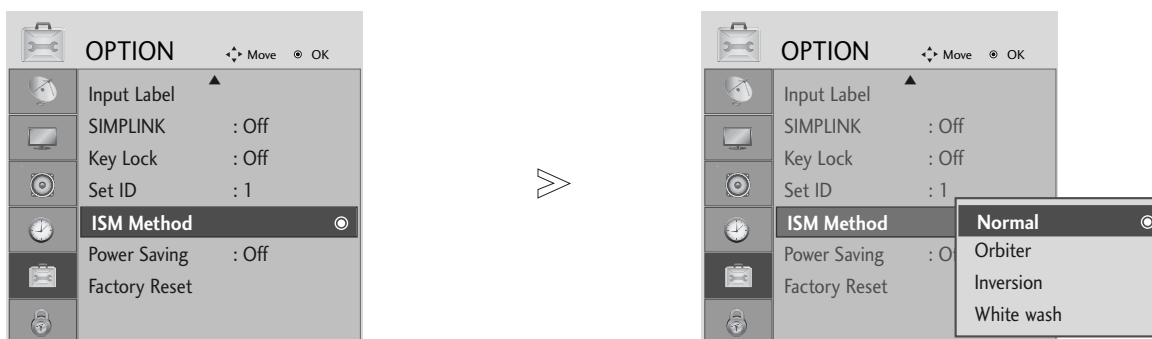 OPTION
Move
OK
Input Label
SIMPLINK : Off
Key Lock : Off
Set ID : 1
ISM Method
Power Saving : Off
Factory Reset
OPTION
Move
OK
Input Label
SIMPLINK : Off
Key Lock : Off
Set ID : 1
ISM Method
Power Saving
Factory Reset
Normal
Orbiter
Inversion
White wash